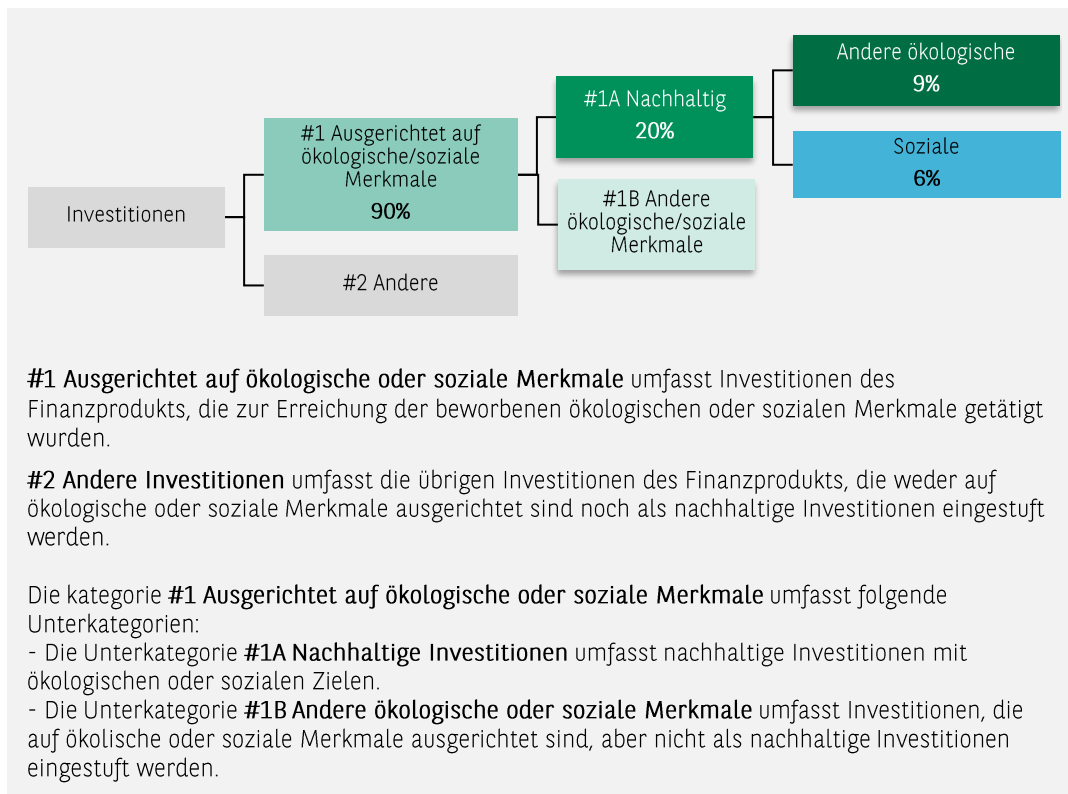 Andere ökologische
9%
#1A Nachhaltig
20%
#1 Ausgerichtet auf
ökologische/soziale
Merkmale
90%
Soziale
6%
Investitionen
#1B Andere
ökologische/soziale
Merkmale
#2 Andere
#1 Ausgerichtet auf ökologische oder soziale Merkmale umfasst Investitionen des
Finanzprodukts, die zur Erreichung der beworbenen ökologischen oder sozialen Merkmale getätigt
wurden.
#2 Andere Investitionen umfasst die übrigen Investitionen des Finanzprodukts, die weder auf
ökologische oder soziale Merkmale ausgerichtet sind noch als nachhaltige Investitionen eingestuft
werden.
Die kategorie #1 Ausgerichtet auf ökologische oder soziale Merkmale umfasst folgende
Unterkategorien:
- Die Unterkategorie #1A Nachhaltige Investitionen umfasst nachhaltige Investitionen mit
ökologischen oder sozialen Zielen.
- Die Unterkategorie #1B Andere ökologische oder soziale Merkmale umfasst Investitionen, die
auf ökolische oder soziale Merkmale ausgerichtet sind, aber nicht als nachhaltige Investitionen
eingestuft werden.